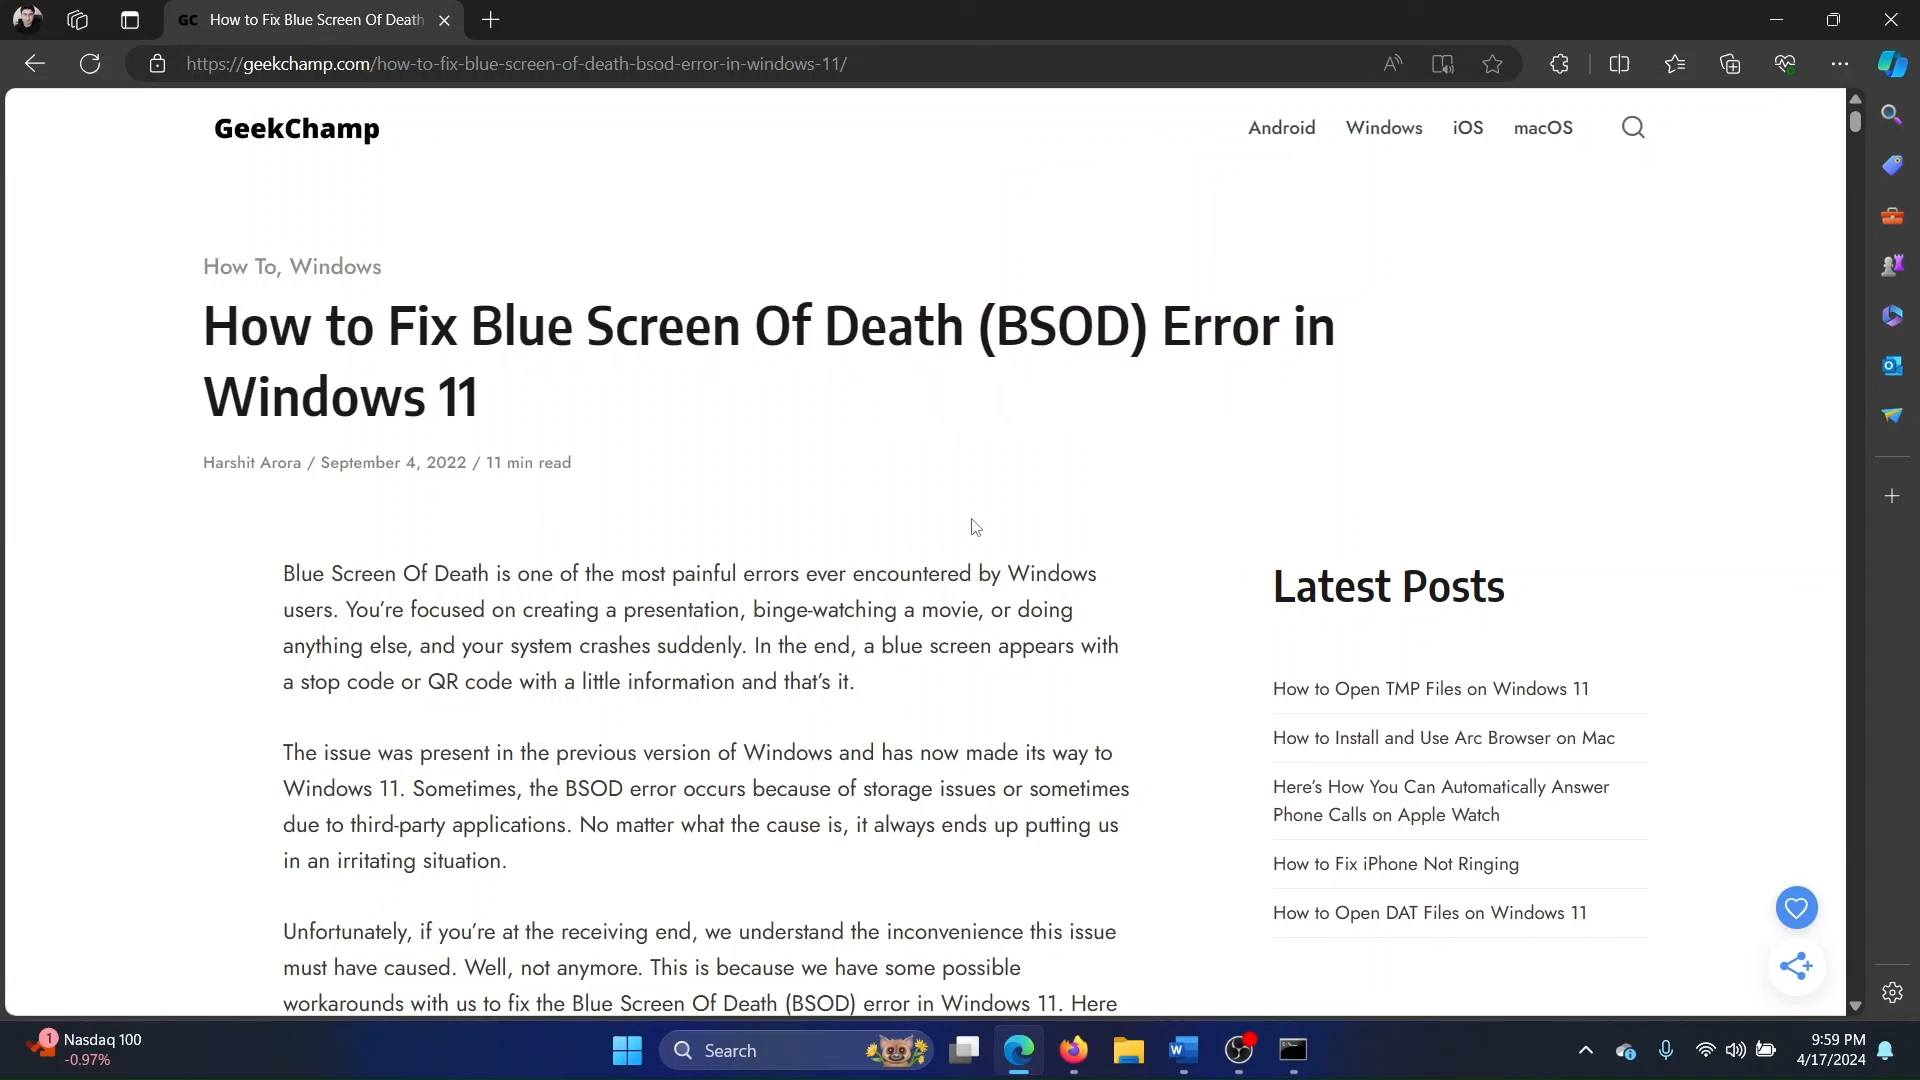 GC How to Fix Blue Screen Of Death
https://geekchamp.com/how-to-fix-blue-screen-of-death-bsod-error-in-windows-11/
GeekChamp
Android Windows iOS macOS
How To, Windows
How to Fix Blue Screen Of Death (BSOD) Error in
Windows 11
Harshit Arora / September 4, 2022 / 11 min read
Blue Screen Of Death is one of the most painful errors ever encountered by Windows
users. You’re focused on creating a presentation, binge-watching a movie, or doing
anything else, and your system crashes suddenly. In the end, a blue screen appears with
a stop code or QR code with a little information and that’s it.
The issue was present in the previous version of Windows and has now made its way to
Windows 11. Sometimes, the BSOD error occurs because of storage issues or sometimes
due to third-party applications. No matter what the cause is, it always ends up putting us
in an irritating situation.
Unfortunately, if you’re at the receiving end, we understand the inconvenience this issue
must have caused. Well, not anymore. This is because we have some possible
workarounds with us to fix the Blue Screen Of Death (BSOD) error in Windows 11. Here
Latest Posts
How to Open TMP Files on Windows 11
How to Install and Use Arc Browser on Mac
Here’s How You Can Automatically Answer
Phone Calls on Apple Watch
How to Fix iPhone Not Ringing
How to Open DAT Files on Windows 11
1
Nasdaq 100
-0.97%
Search
9:59 PM
4/17/2024